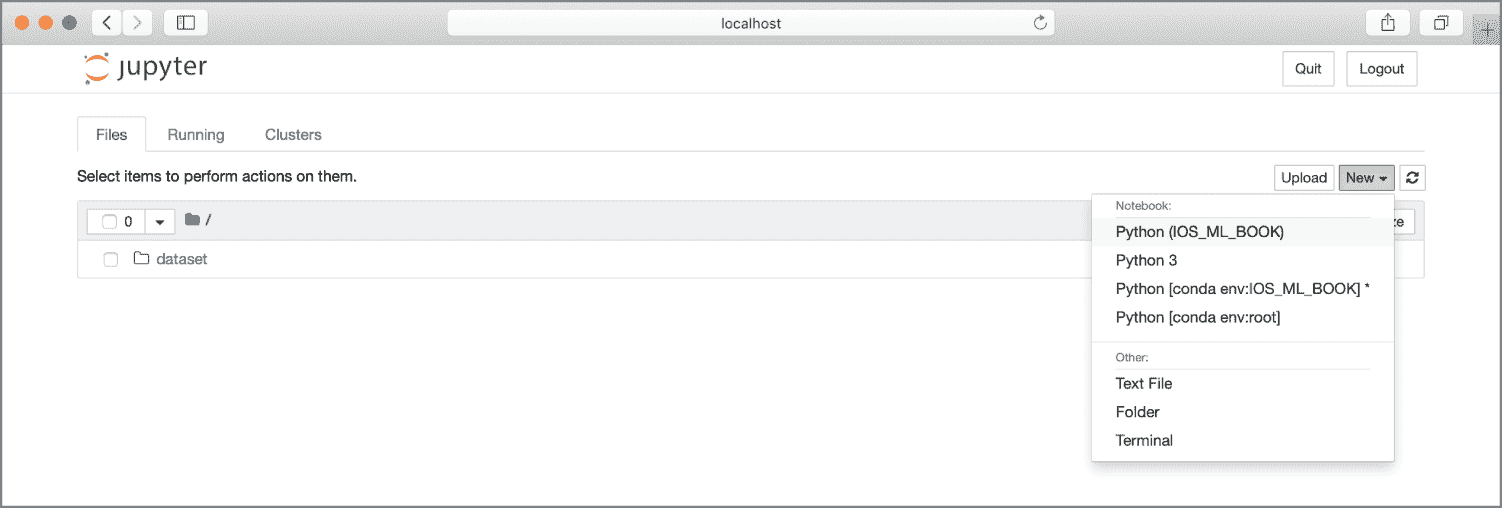 localhost
jupyter
Quit
Logout
Files
Running
Clusters
Select items to perform actions on them.
Upload
New
0
/
dataset
Notebook:
Python (IOS_ML_BOOK)
Python 3
Python [conda env:IOS_ML_BOOK] *
Python [conda env:root]
Other:
Text File
Folder
Terminal